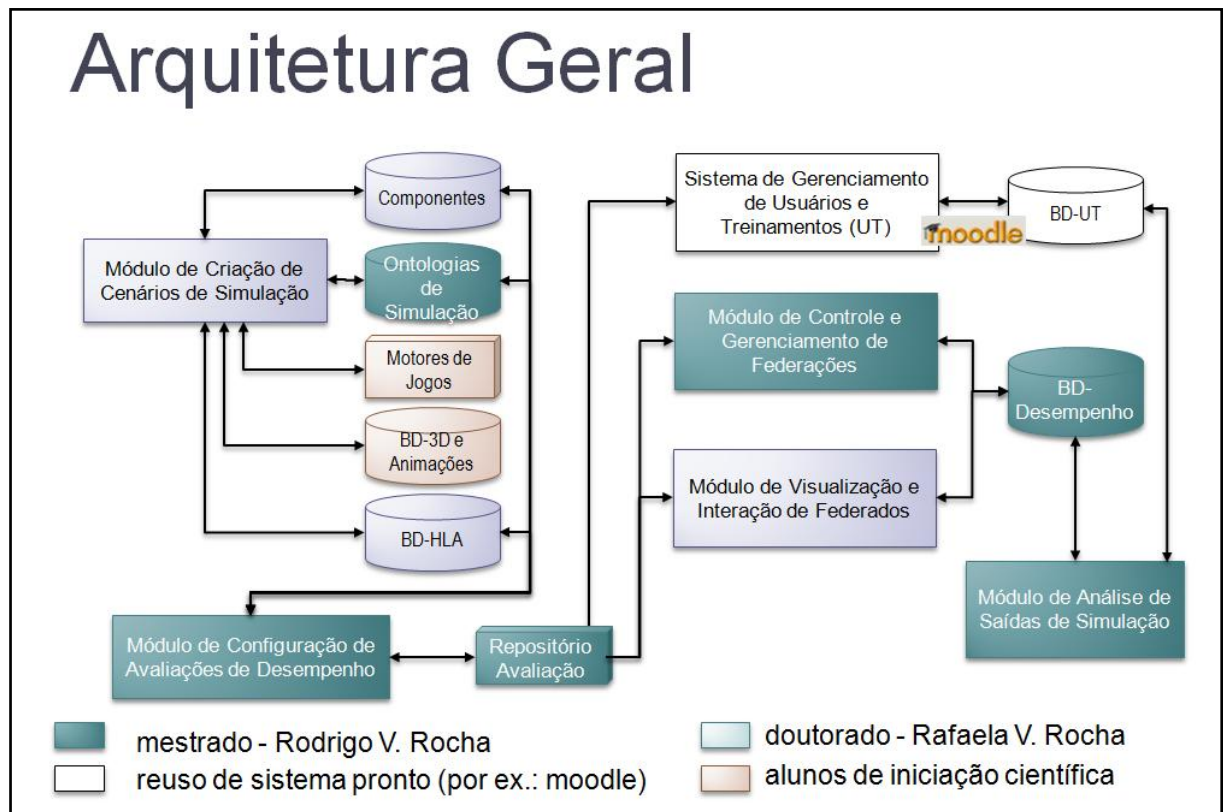 Arquitetura Geral
Componentes
Módulo de Criação de
Cenários de Simulação
Ontologias
de
Simulação
Motores de
Jogos
BD-3D e
Animações
BD-HLA
Módulo de Configuração de
Avaliações de Desempenho
Repositório
Avaliação
Sistema de Gerenciamento
de Usuários e
Treinamentos (UT)
moodle
BD-UT
Módulo de Controle e
Gerenciamento de
Federações
BD-
Desempenho
Módulo de Visualização e
Interação de Federados
Módulo de Análise de
Saídas de Simulação
mestrado - Rodrigo V. Rocha
reuso de sistema pronto (por ex.: moodle)
doutorado - Rafaela V. Rocha
alunos de iniciação científica